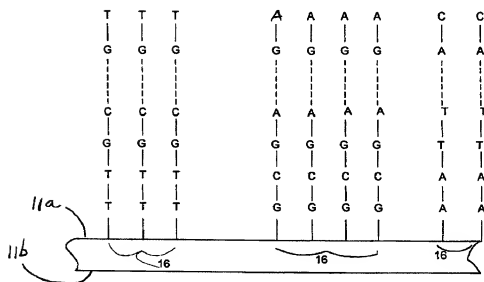 T T T A A A A C C
G G G G G G G A A
C C C A A A A T T
G G G G G G G T T
T T T C C C C A A
11a
T T T G G G G A A
11b
16 16 16